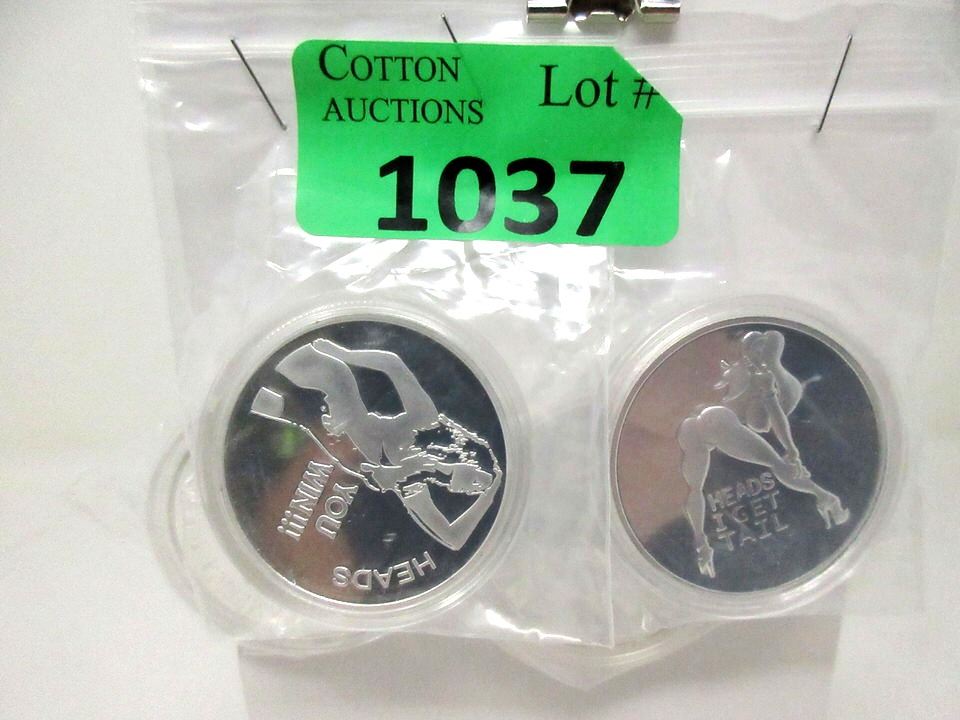 COTTON
AUCTIONS
Lot #
1037
HEADS
YOU
WIN!!!
HEADS
I GET
TAIL